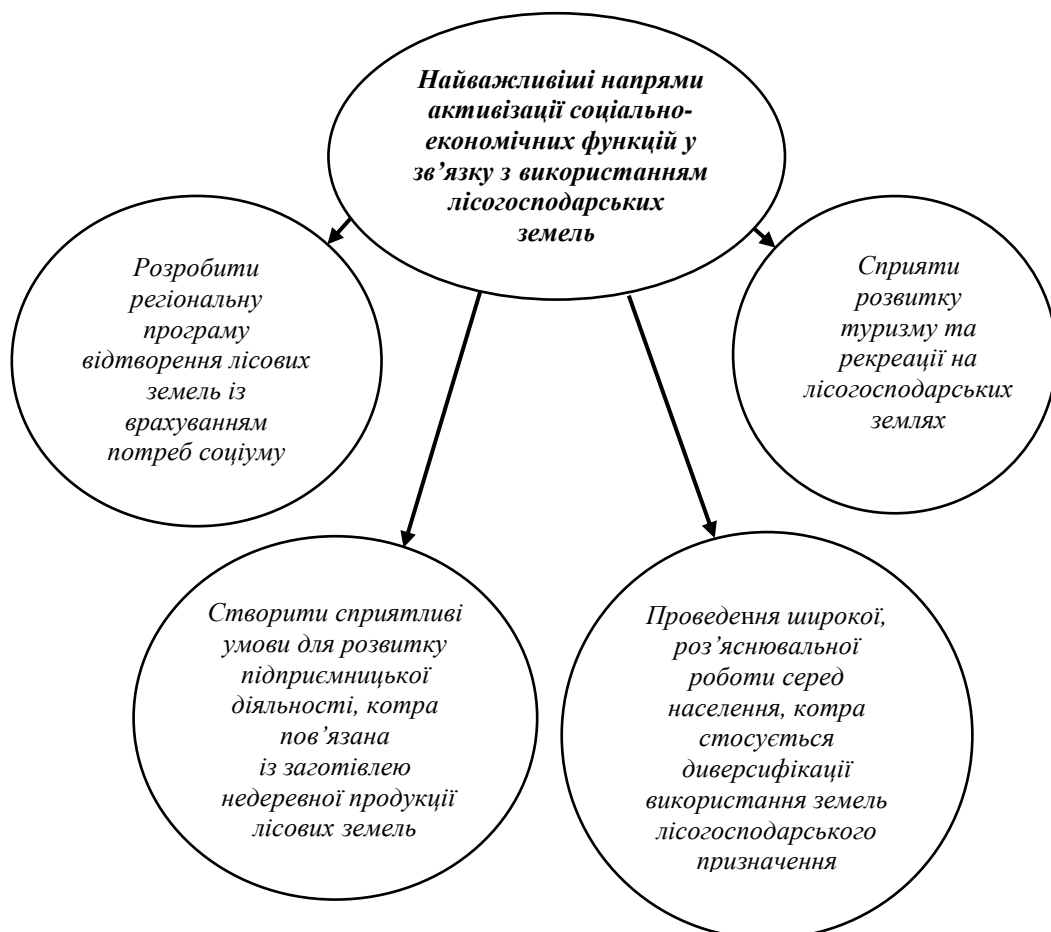 Найважливіші напрями
активізації соціально-
економічних функцій у
зв’язку з використанням
лісогосподарських
земель
Розробити
регіональну
програму
відтворення лісових
земель із
врахуванням
потреб соціуму
Сприяти
розвитку
туризму та
рекреації на
лісогосподарських
землях
Створити сприятливі
умови для розвитку
підприємницької
діяльності, котра
пов’язана
із заготівлею
недеревної продукції
лісових земель
Проведення широкої,
роз’яснювальної
роботи серед
населення, котра
стосується
диверсифікації
використання земель
лісогосподарського
призначення